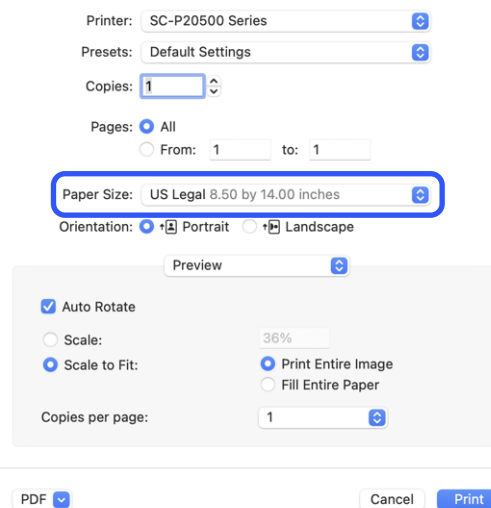 Printer: SC-P20500 Series
Presets: Default Settings
Copies: 1
Pages: All
From: 1 to: 1
Paper Size: US Legal 8.50 by 14.00 inches
Orientation: Portrait Landscape
Preview
Auto Rotate
Scale: 36%
Scale to Fit: Print Entire Image
Fill Entire Paper
Copies per page: 1
PDF Cancel Print